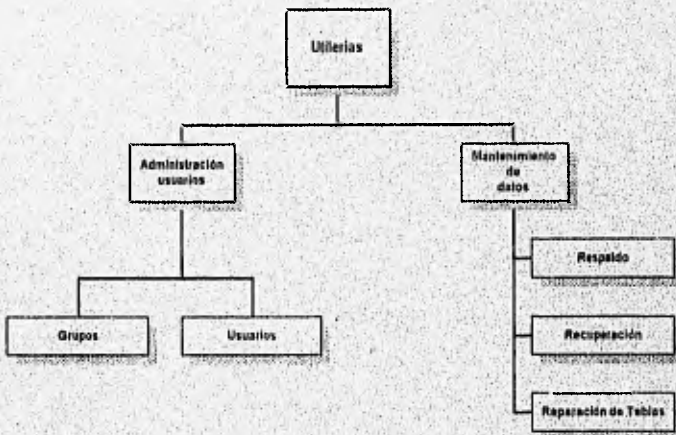 Utilerias
Administración
usuarios
Mantenimiento
de
datos
Respaldo
Grupos
Usuarios
Recuperación
Reparación de Tablas